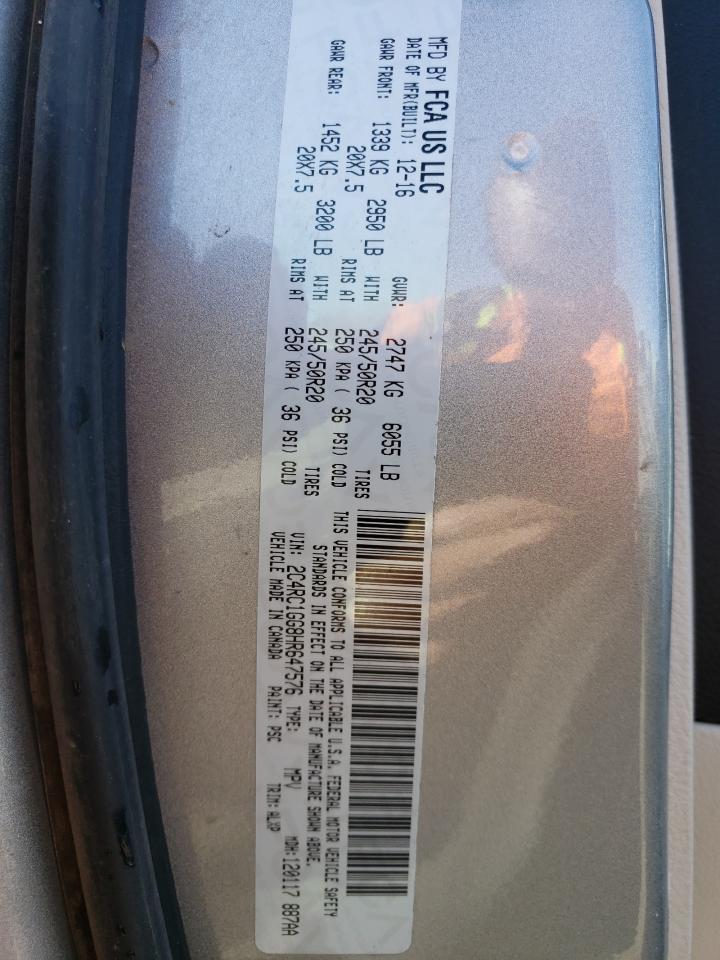 MFD BY FCA US LLC
DATE OF MFR(BUILT): 12-16 GVWR: 2747 KG 6055 LB
GAWR FRONT: 1339 KG 2950 LB WITH 245/50R20 TIRES
20X7.5 RIMS AT 250 KPA ( 36 PSI) COLD
GAWR REAR: 1452 KG 3200 LB WITH 245/50R20 TIRES
20X7.5 RIMS AT 250 KPA ( 36 PSI) COLD
THIS VEHICLE CONFORMS TO ALL APPLICABLE U.S.A. FEDERAL MOTOR VEHICLE SAFETY
STANDARDS IN EFFECT ON THE DATE OF MANUFACTURE SHOWN ABOVE.
VIN: 2C4RC1GG8HR647576 TYPE: MPV MDH:120117 887AA
VEHICLE MADE IN CANADA PAINT: PSC TRIM: ALXP